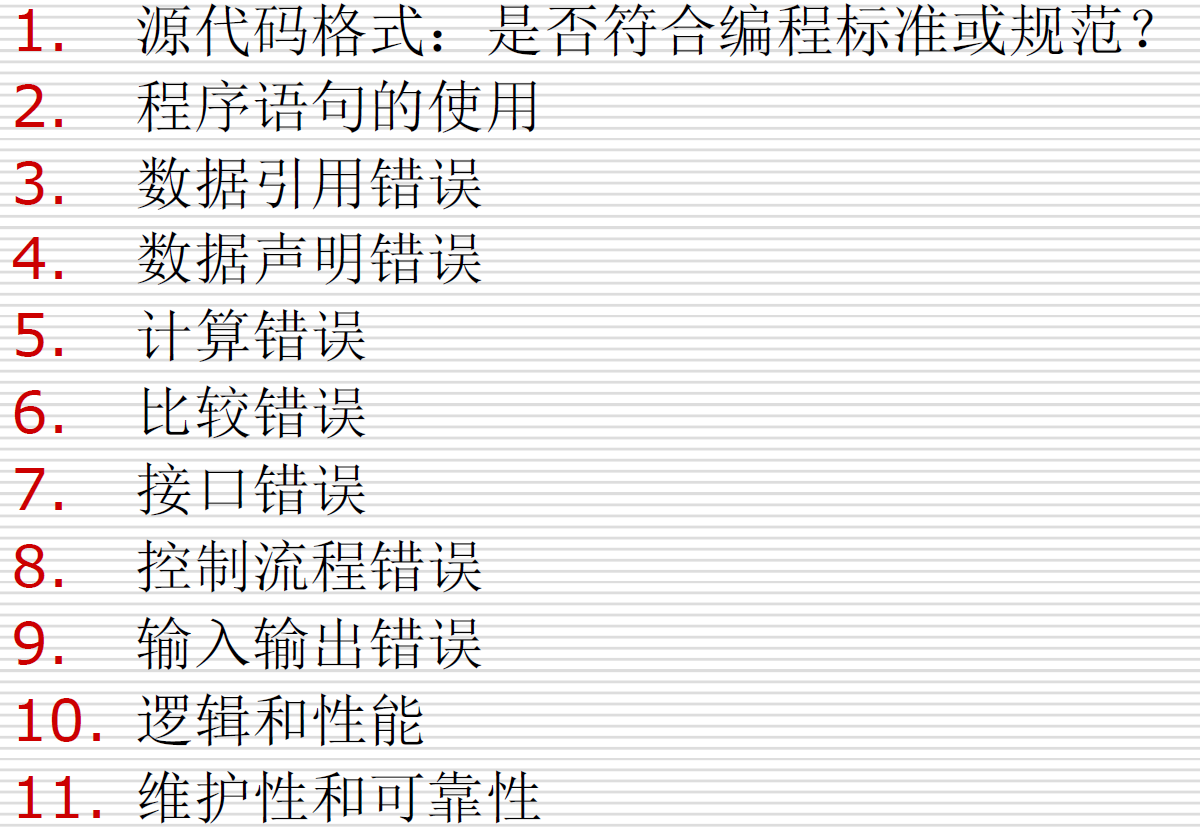 1. 源代码格式：是否符合编程标准或规范？
2. 程序语句的使用
3. 数据引用错误
4. 数据声明错误
5. 计算错误
6. 比较错误
7. 接口错误
8. 控制流程错误
9. 输入输出错误
10. 逻辑和性能
11. 维护性和可靠性